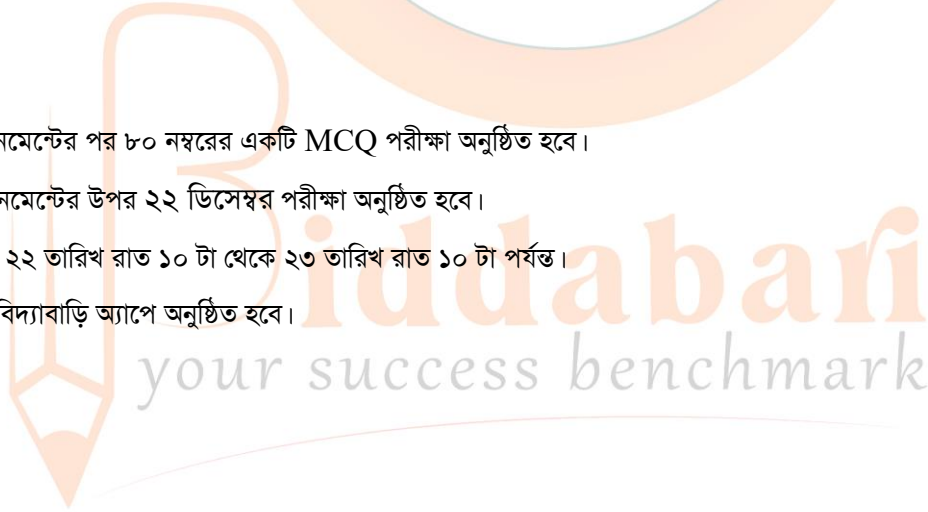 নমেন্টের পর ৮০ নম্বরের একটি MCQ পরীক্ষা অনুষ্ঠিত হবে।
নমেন্টের উপর ২২ ডিসেম্বর পরীক্ষা অনুষ্ঠিত হবে।
২২ তারিখ রাত ১০ টা থেকে ২৩ তারিখ রাত ১০ টা পর্যন্ত।
বিদ্যাবাড়ি অ্যাপে অনুষ্ঠিত হবে।
Biddabari
your success benchmark